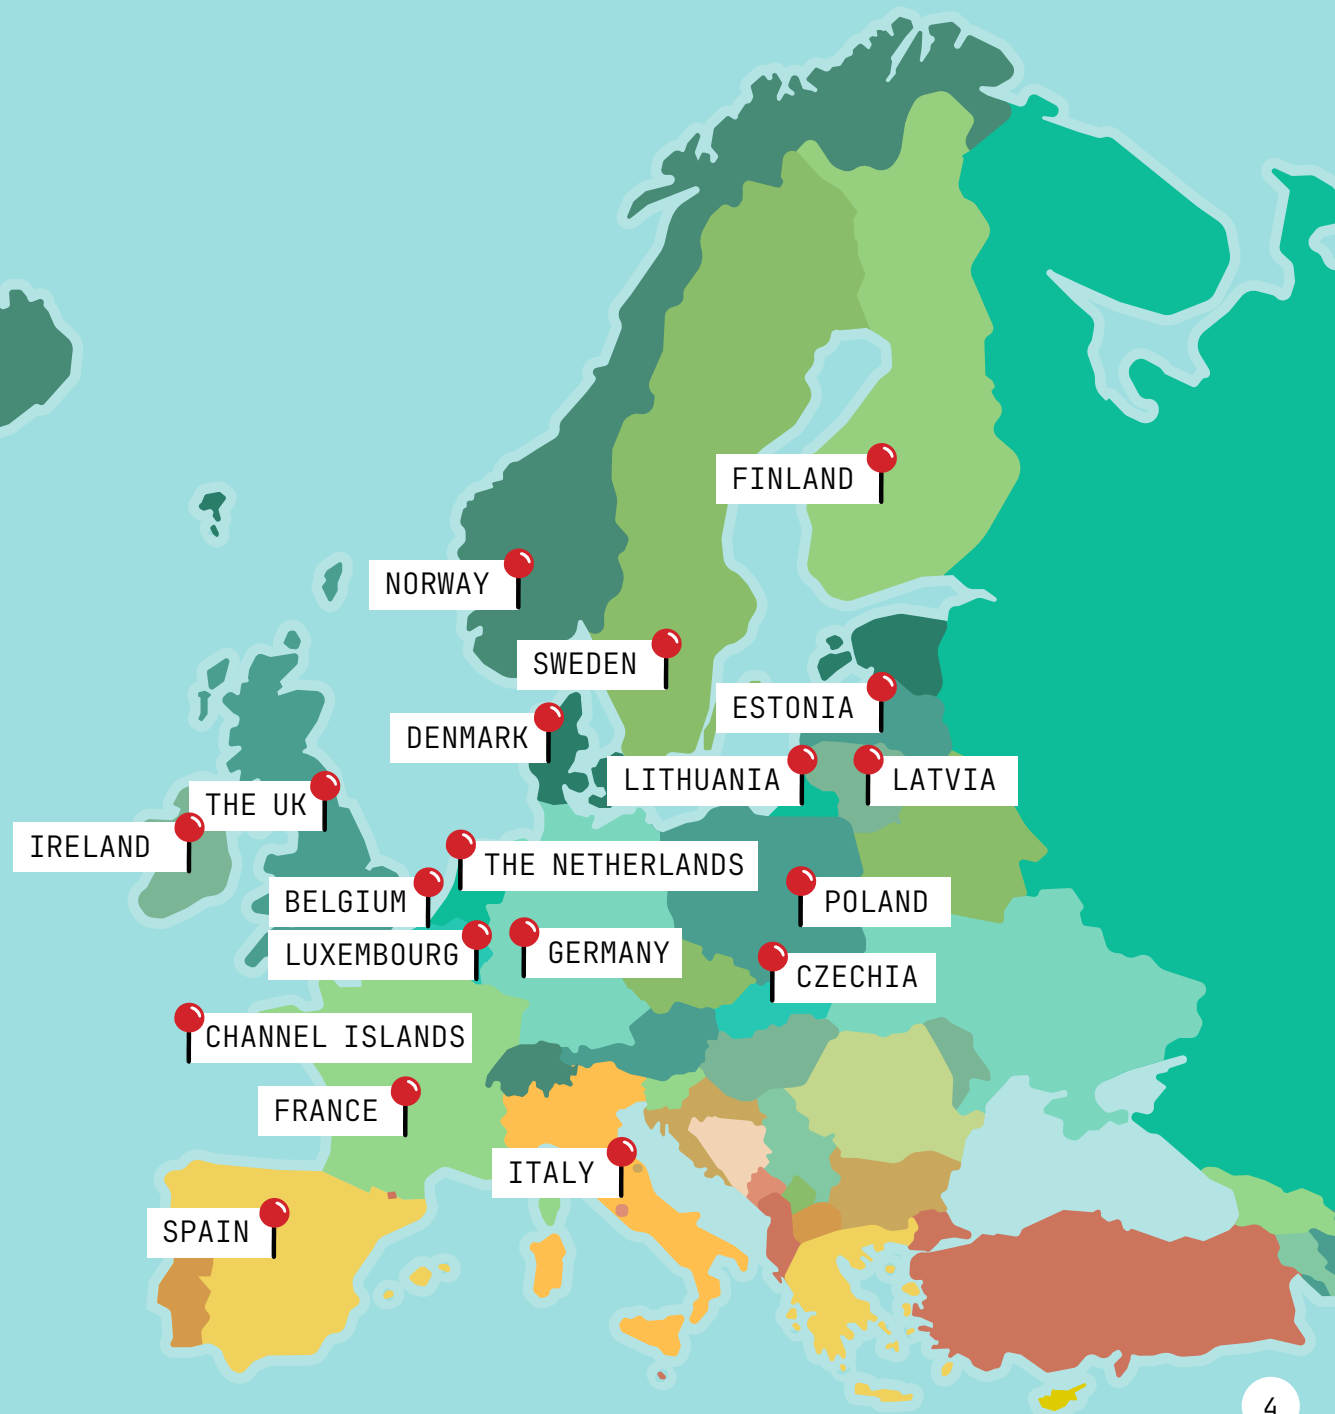 FINLAND
NORWAY
SWEDEN
ESTONIA
DENMARK
LITHUANIA
LATVIA
THE UK
IRELAND
THE NETHERLANDS
BELGIUM
POLAND
LUXEMBOURG
GERMANY
CZECHIA
CHANNEL ISLANDS
FRANCE
ITALY
SPAIN
4